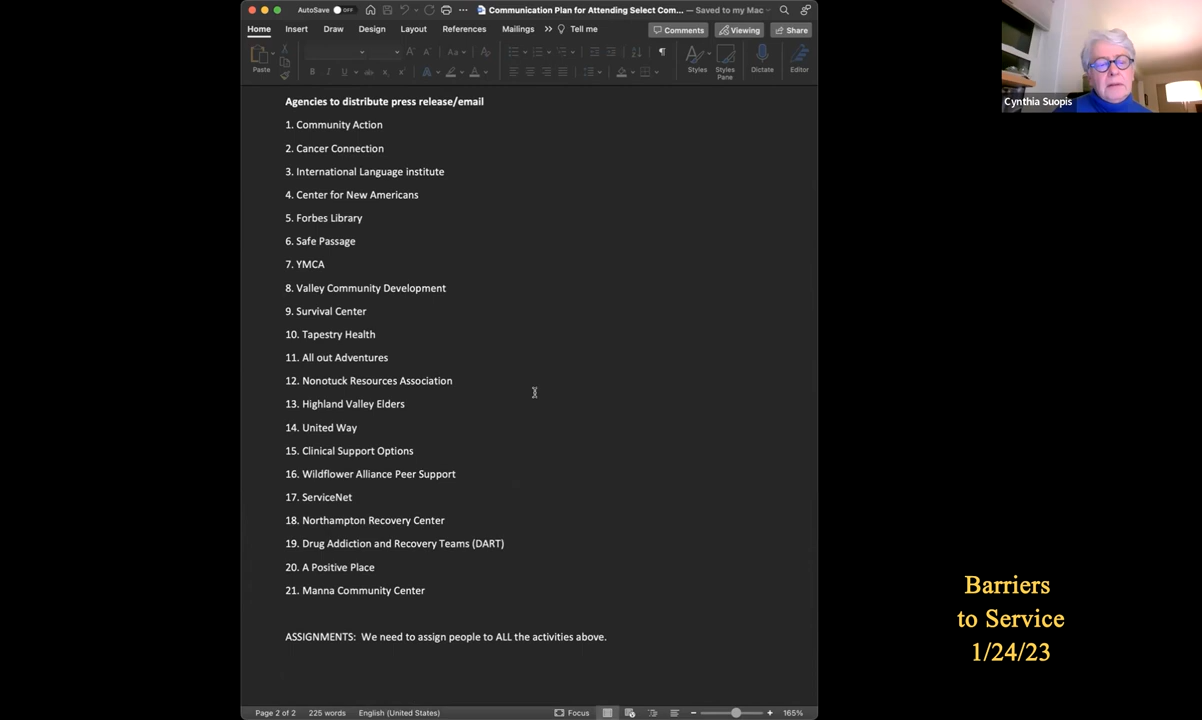 AutoSave OFF
Communication Plan for Attending Select Com... — Saved to my Mac
Home Insert Draw Design Layout References Mailings Tell me Comments Viewing Share
Paste
Aa
B I U ab x x A A
Styles Styles Pane Dictate Editor
Agencies to distribute press release/email
1. Community Action
2. Cancer Connection
3. International Language institute
4. Center for New Americans
5. Forbes Library
6. Safe Passage
7. YMCA
8. Valley Community Development
9. Survival Center
10. Tapestry Health
11. All out Adventures
12. Nonotuck Resources Association
13. Highland Valley Elders
14. United Way
15. Clinical Support Options
16. Wildflower Alliance Peer Support
17. ServiceNet
18. Northampton Recovery Center
19. Drug Addiction and Recovery Teams (DART)
20. A Positive Place
21. Manna Community Center
ASSIGNMENTS: We need to assign people to ALL the activities above.
Page 2 of 2 225 words English (United States) Focus 165%
Cynthia Suopis
Barriers
to Service
1/24/23